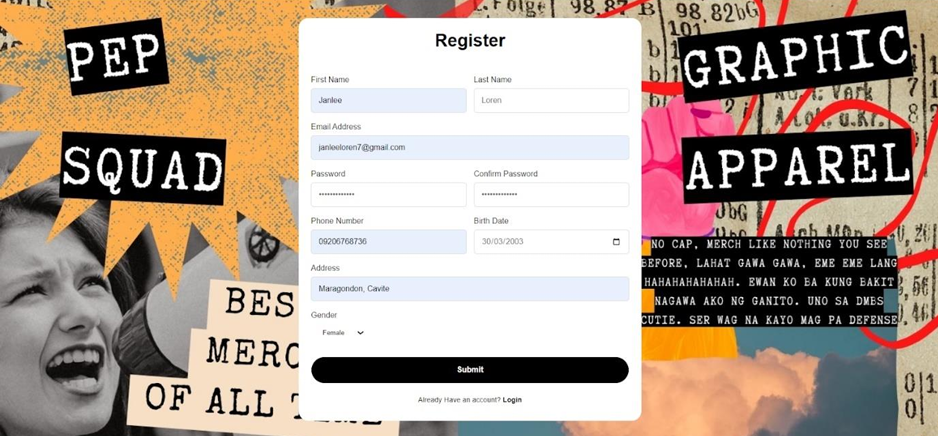 PEP
SQUAD
BES
MERC
OF ALL T ME
Register
First Name
Last Name
Janlee
Loren
Email Address
janleeloren7@gmail.com
Password
Confirm Password
•••••••••••••
•••••••••••••
Phone Number
Birth Date
09206768736
30/03/2003
Address
Maragondon, Cavite
Gender
Female
Submit
Already Have an account? Login
98.87 B
98.82bG
101.
GRAPHIC
APPAREL
NO CAP, MERCH LIKE NOTHING YOU SEE
BEFORE, LAHAT GAWA GAWA, EME EME LANG
HAHAHAHAHAHAH. EWAN KO BA KUNG BAKIT
NAGAWA AKO NG GANITO. UNO SA DMBS
CUTIE. SER WAG NA KAYO MAG PA DEFENSE